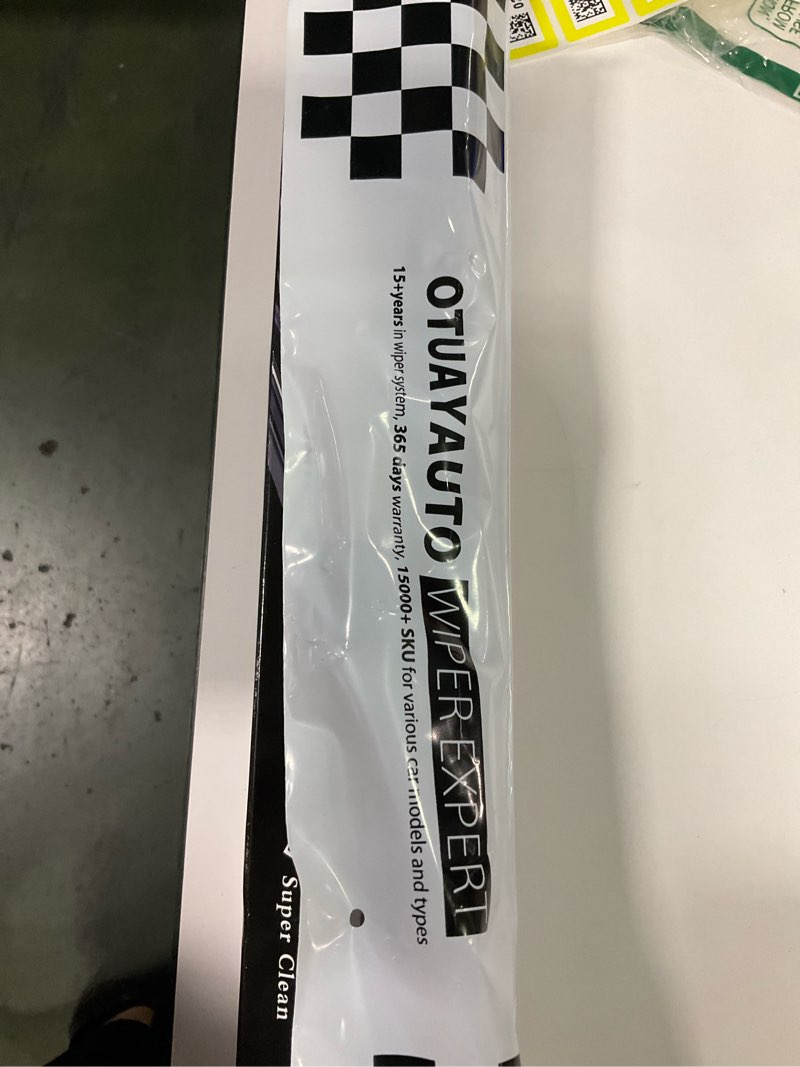 OTUAYAUTO WIPER EXPERT
15+years in wiper system, 365 days warranty, 15000+ SKU for various car models and types
Super Clean